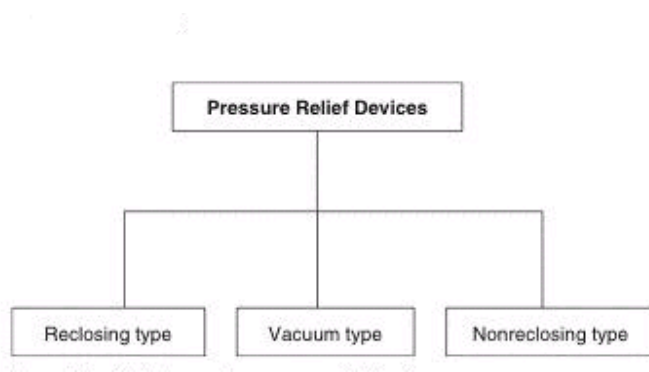 Pressure Relief Devices
Reclosing type
Vacuum type
Nonreclosing type